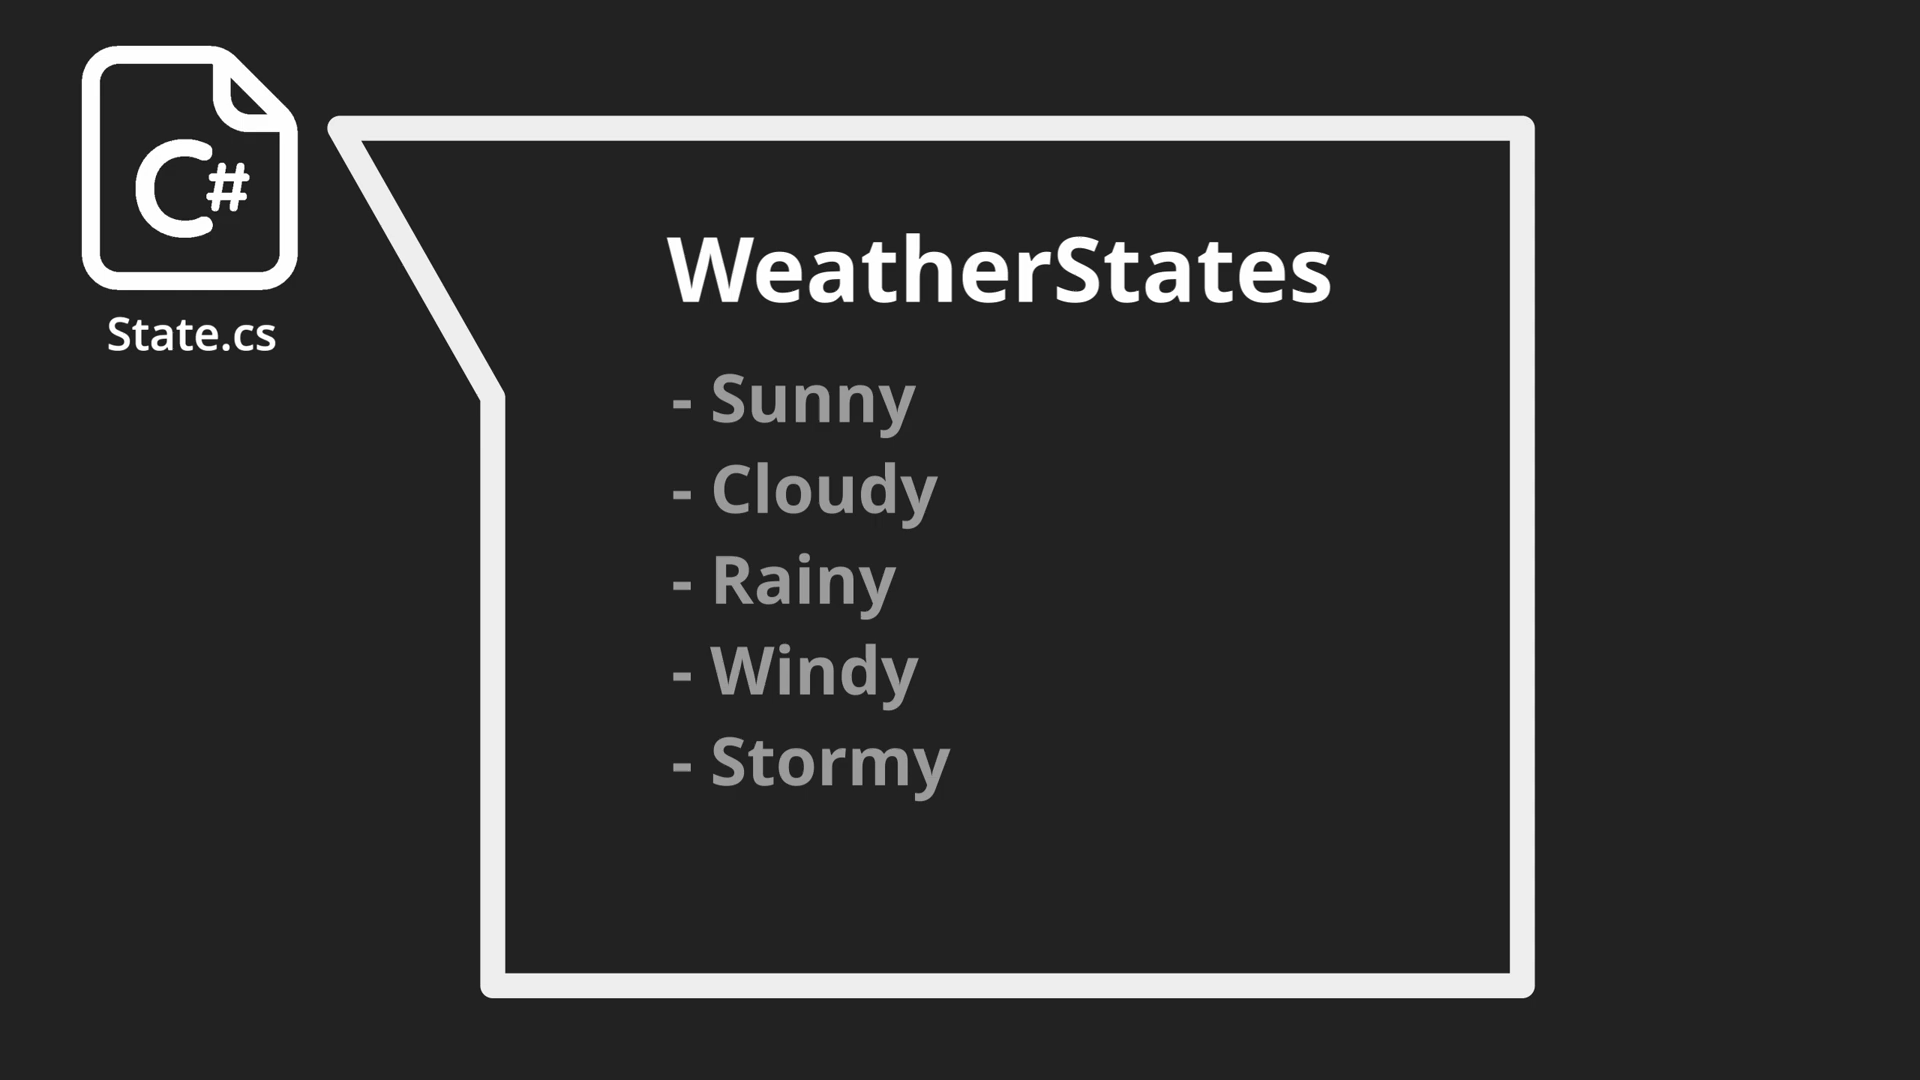 C#
State.cs
WeatherStates
- Sunny
- Cloudy
- Rainy
- Windy
- Stormy